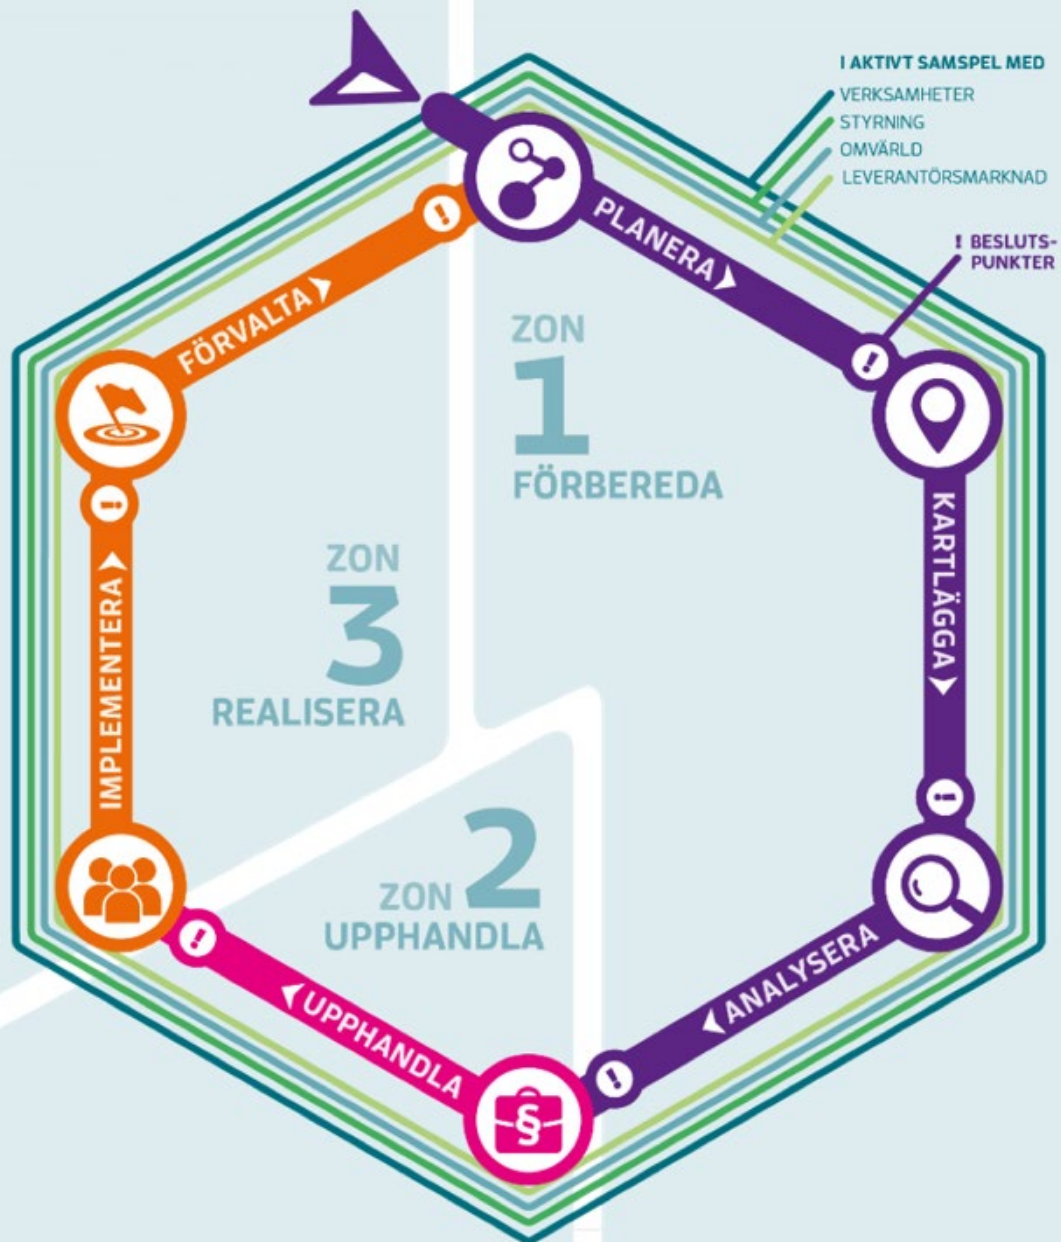 I AKTIVT SAMSPEL MED
VERKSAMHETER
STYRNING
OMVÄRLD
LEVERANTÖRSMARKNAD
! BESLUTS-
PUNKTER
PLANERA
!
KARTLÄGGA
!
ANALYSERA
!
§
UPPHANDLA
!
IMPLEMENTERA
!
FÖRVALTA
!
ZON
1
FÖRBEREDA
ZON
3
REALISERA
ZON 2
UPPHANDLA